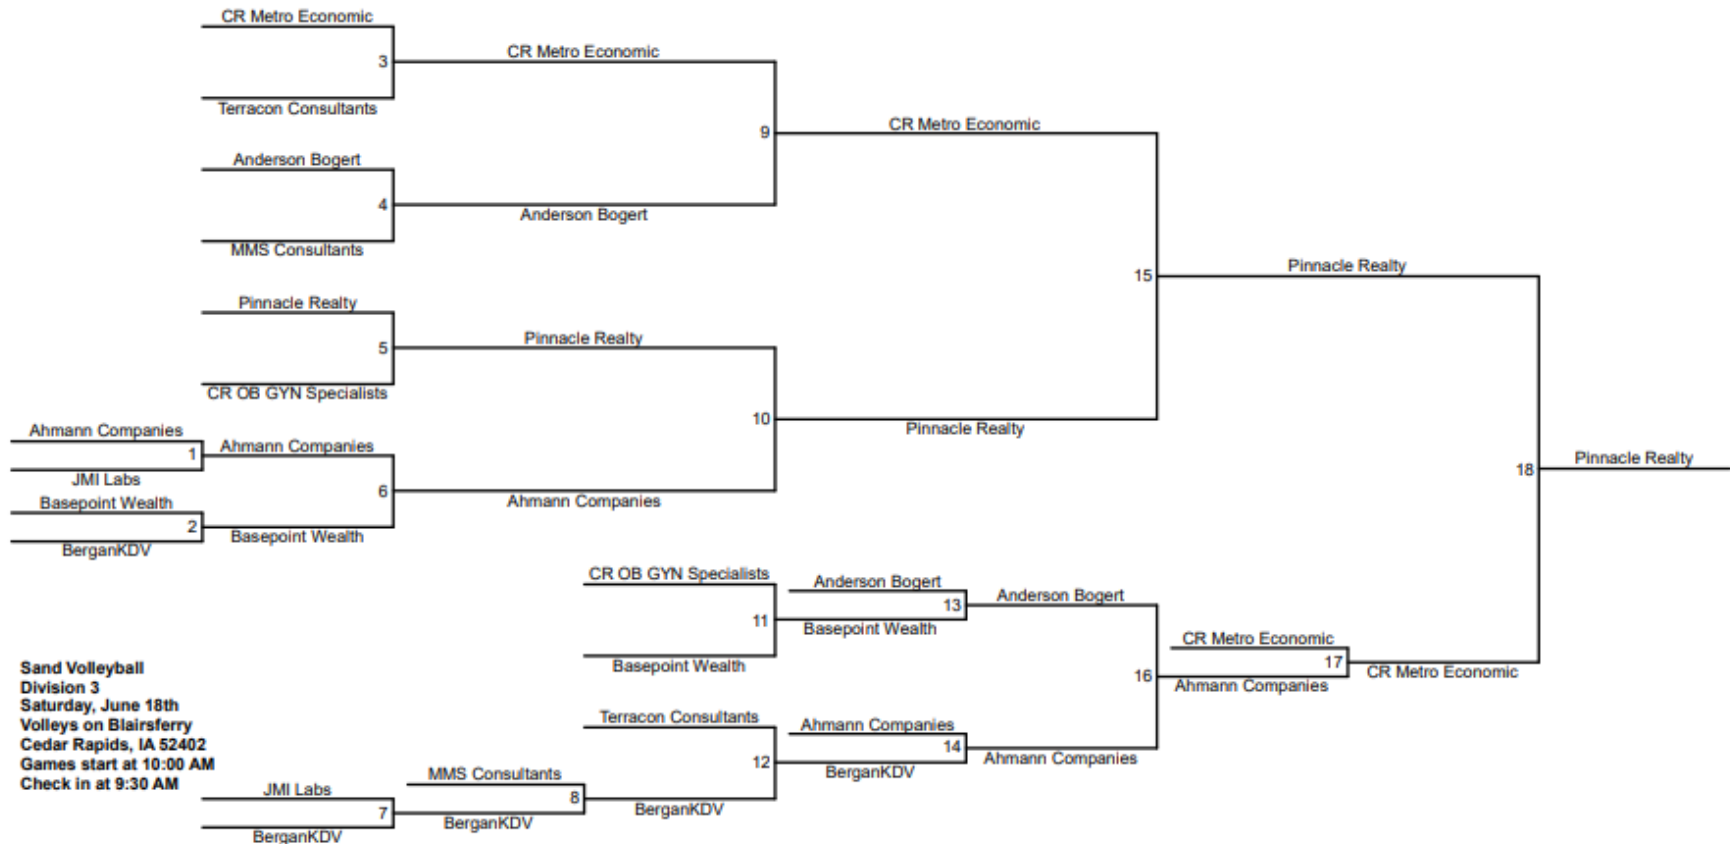 CR Metro Economic
3
CR Metro Economic
Terracon Consultants
9
CR Metro Economic
Anderson Bogert
4
Anderson Bogert
MMS Consultants
15
Pinnacle Realty
Pinnacle Realty
5
Pinnacle Realty
CR OB GYN Specialists
10
Pinnacle Realty
Ahmann Companies
1
Ahmann Companies
JMI Labs
6
Ahmann Companies
Basepoint Wealth
2
Basepoint Wealth
BerganKDV
18
Pinnacle Realty
CR OB GYN Specialists
11
Basepoint Wealth
Anderson Bogert
13
Anderson Bogert
Basepoint Wealth
16
CR Metro Economic
17
CR Metro Economic
Ahmann Companies
Terracon Consultants
12
Ahmann Companies
14
Ahmann Companies
BerganKDV
MMS Consultants
8
BerganKDV
JMI Labs
7
BerganKDV
BerganKDV
Sand Volleyball
Division 3
Saturday, June 18th
Volleys on Blairsferry
Cedar Rapids, IA 52402
Games start at 10:00 AM
Check in at 9:30 AM